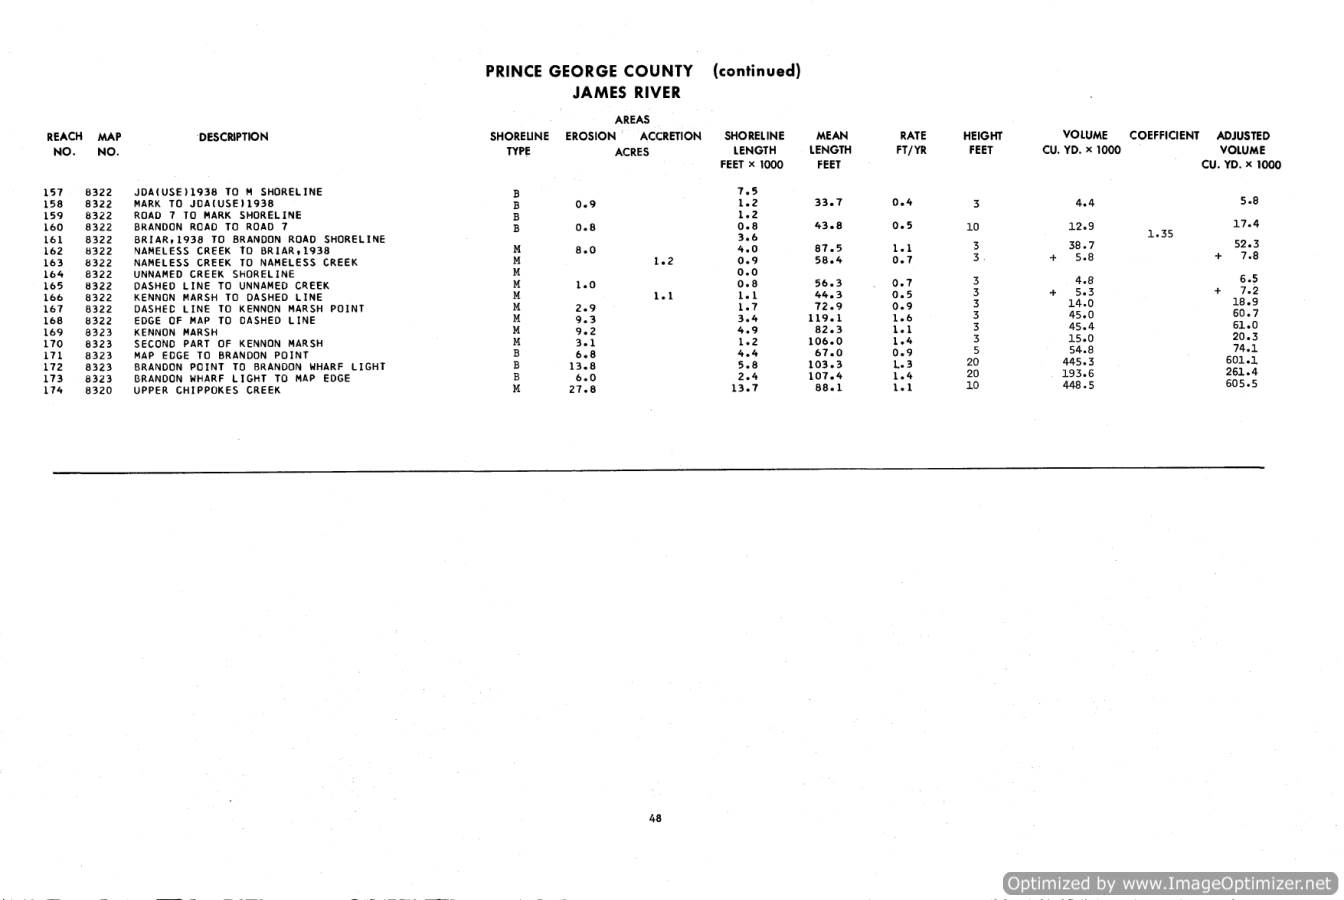 PRINCE GEORGE COUNTY (continued)
JAMES RIVER
AREAS
REACH MAP DESCRIPTION SHORELINE EROSION ACCRETION SHORELINE MEAN RATE HEIGHT VOLUME COEFFICIENT ADJUSTED
NO. NO. TYPE ACRES LENGTH LENGTH FT/YR FEET CU. YD. × 1000 VOLUME
FEET × 1000 FEET CU. YD. × 1000
157 8322 JDA(USE)1938 TO M SHORELINE B 7.5
158 8322 MARK TO JDA(USE)1938 B 0.9 1.2 33.7 0.4 3 4.4 5.8
159 8322 ROAD 7 TO MARK SHORELINE B 1.2
160 8322 BRANDON ROAD TO ROAD 7 B 0.8 0.8 43.8 0.5 10 12.9 17.4
161 8322 BRIAR,1938 TO BRANDON ROAD SHORELINE 3.6 1.35
162 8322 NAMELESS CREEK TO BRIAR,1938 M 8.0 4.0 87.5 1.1 3 38.7 52.3
163 8322 NAMELESS CREEK TO NAMELESS CREEK M 1.2 0.9 58.4 0.7 3 + 5.8 + 7.8
164 8322 UNNAMED CREEK SHORELINE M 0.0
165 8322 DASHED LINE TO UNNAMED CREEK M 1.0 0.8 56.3 0.7 3 4.8 6.5
166 8322 KENNON MARSH TO DASHED LINE M 1.1 1.1 44.3 0.5 3 + 5.3 + 7.2
167 8322 DASHED LINE TO KENNON MARSH POINT M 2.9 1.7 72.9 0.9 3 14.0 18.9
168 8322 EDGE OF MAP TO DASHED LINE M 9.3 3.4 119.1 1.6 3 45.0 60.7
169 8323 KENNON MARSH M 9.2 4.9 82.3 1.1 3 45.4 61.0
170 8323 SECOND PART OF KENNON MARSH M 3.1 1.2 106.0 1.4 3 15.0 20.3
171 8323 MAP EDGE TO BRANDON POINT B 6.8 4.4 67.0 0.9 5 54.8 74.1
172 8323 BRANDON POINT TO BRANDON WHARF LIGHT B 13.8 5.8 103.3 1.3 20 445.3 601.1
173 8323 BRANDON WHARF LIGHT TO MAP EDGE B 6.0 2.4 107.4 1.4 20 193.6 261.4
174 8320 UPPER CHIPPOKES CREEK M 27.8 13.7 88.1 1.1 10 448.5 605.5
48
Optimized by www.ImageOptimizer.net